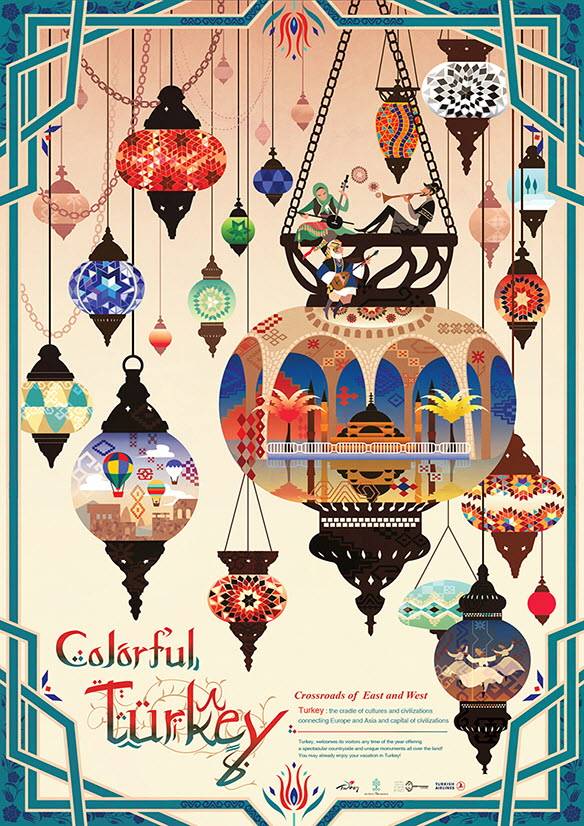 Colorful,
Türkey
Crossroads of East and West
Turkey : the cradle of cultures and civilizations
connecting Europe and Asia and capital of civilizations
Turkey, welcomes its visitors any time of the year offering
a spectacular countryside and unique monuments all over the land!
You may already enjoy your vacation in Turkey!
TURKISH
AIRLINES